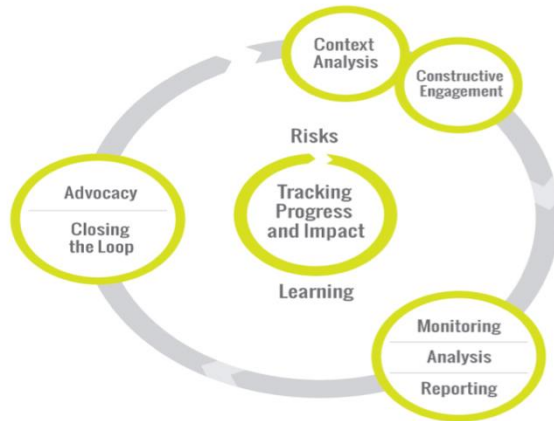 Context
Analysis
Constructive
Engagement
Risks
Tracking
Progress
and Impact
Learning
Advocacy
Closing
the Loop
Monitoring
Analysis
Reporting